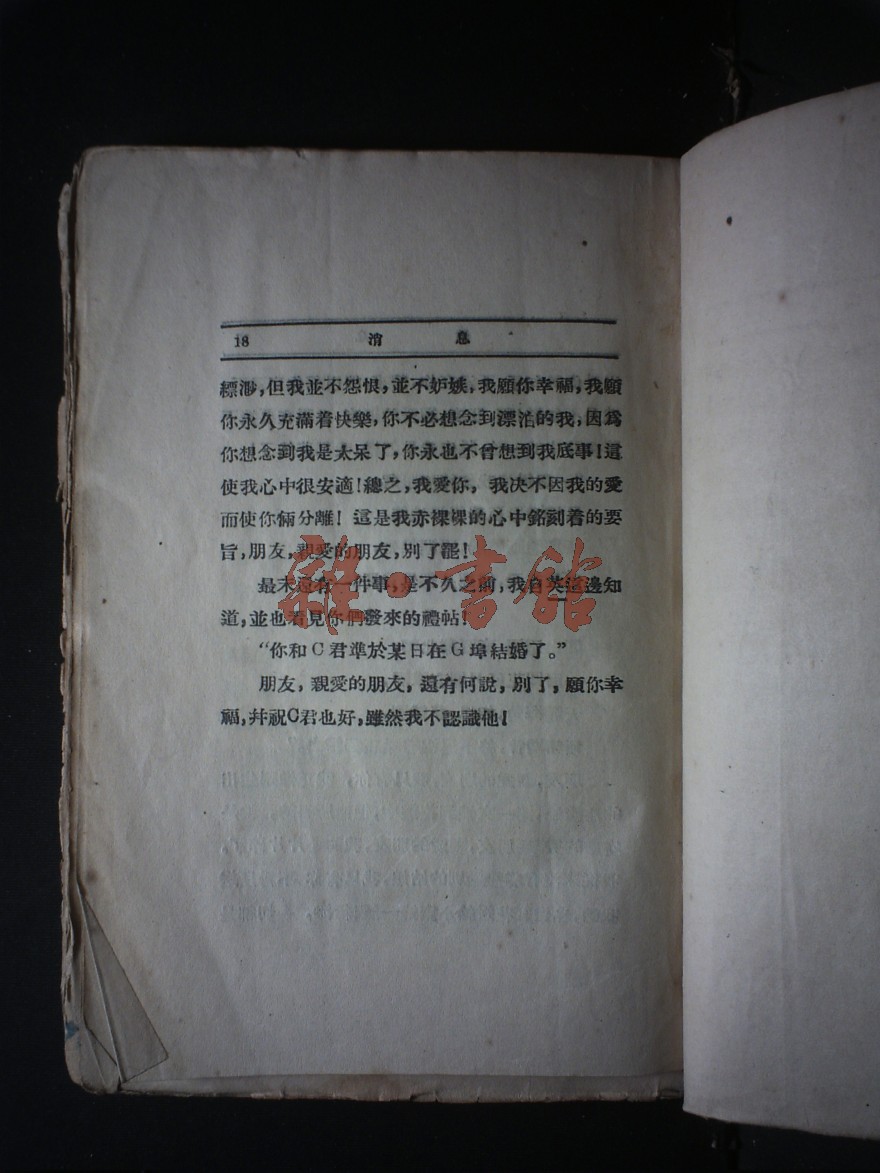 18 消息
縹渺，但我並不怨恨，並不妒嫉，我願你幸福，我願
你永久充滿着快樂，你不必想念到漂泊的我，因爲
你想念到我是太呆了，你永也不曾想到我底事！這
使我心中很安適！總之，我愛你，我决不因我的愛
而使你倆分離！這是我赤裸裸的心中銘刻着的要
旨，朋友，親愛的朋友，別了罷！
最末還有一件事，是不久之前，我自英這邊知
道，並也看見你們發來的禮帖！
“你和C君準於某日在G埠結婚了。”
朋友，親愛的朋友，還有何說，別了，願你幸
福，幷祝C君也好，雖然我不認識他！
雜·書館